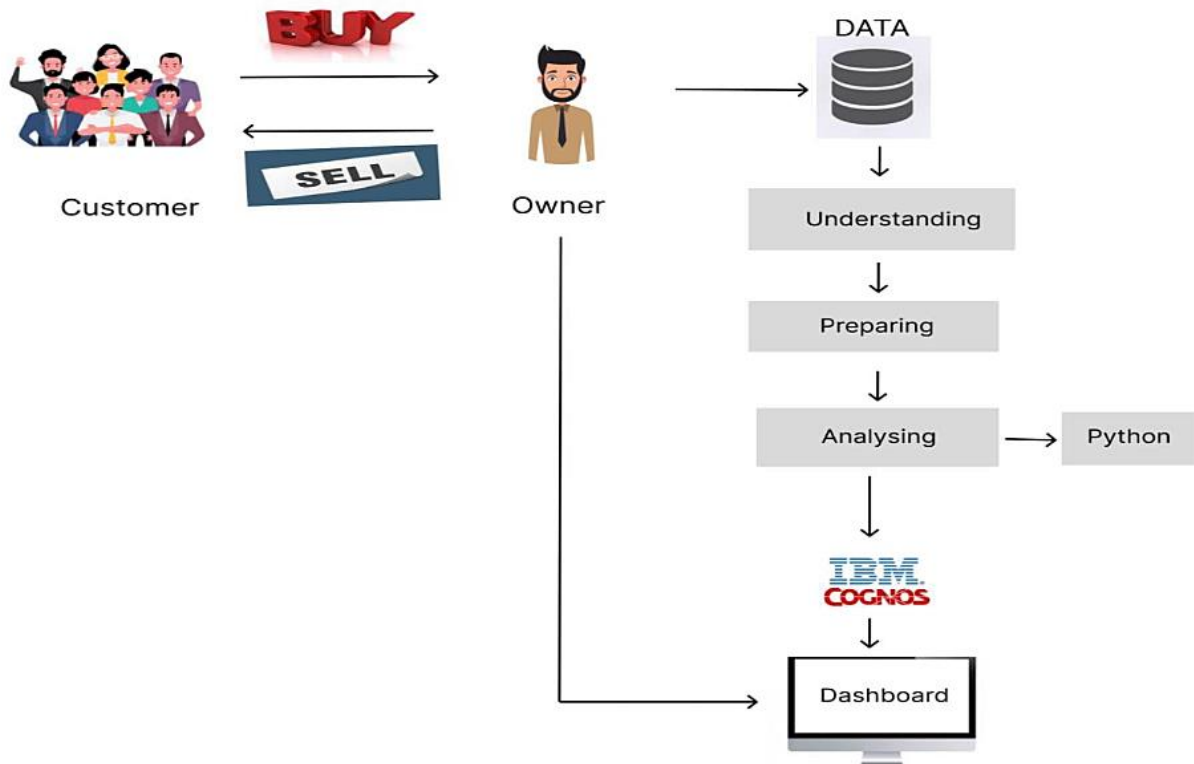 BUY
DATA
SELL
Customer
Owner
Understanding
Preparing
Analysing
Python
IBM.
COGNOS
Dashboard